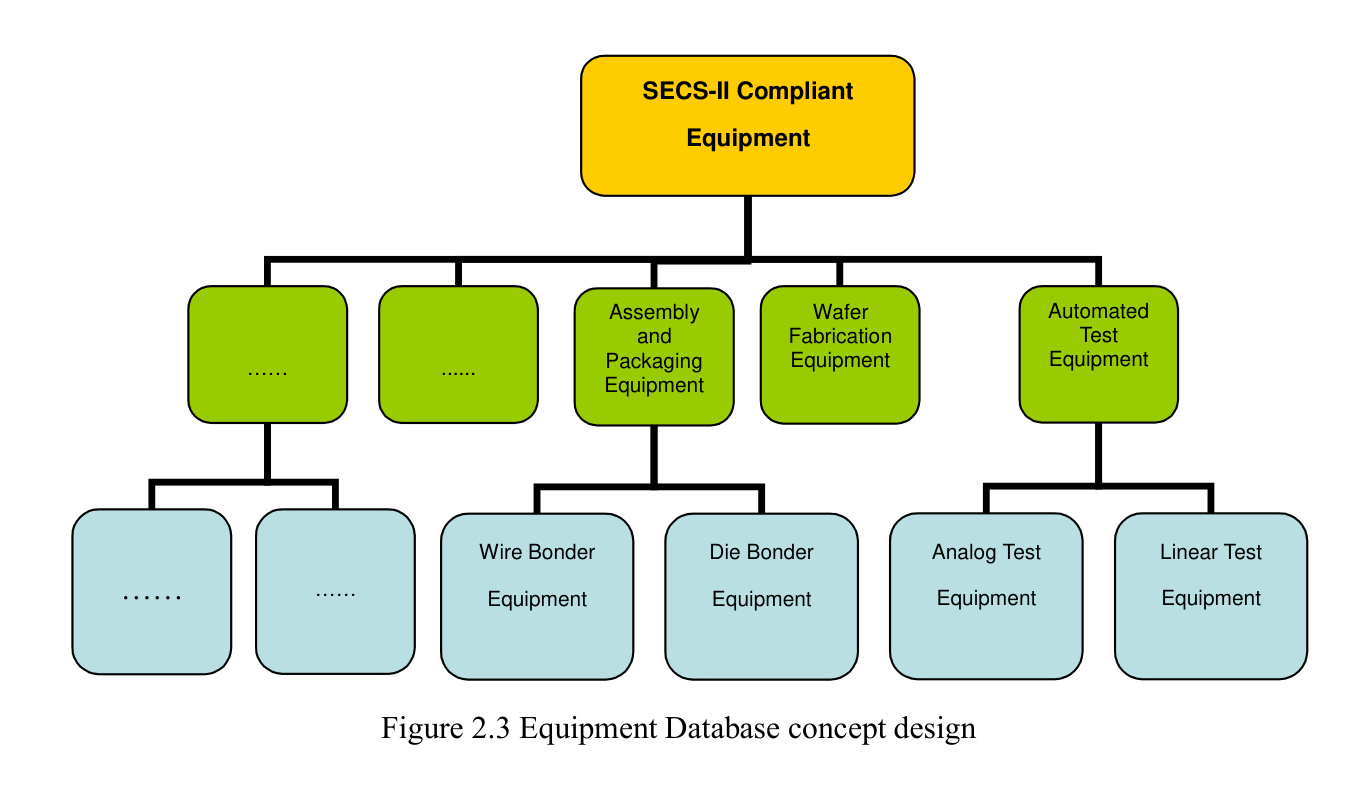 SECS-II Compliant
Equipment
……
......
Assembly
and
Packaging
Equipment
Wafer
Fabrication
Equipment
Automated
Test
Equipment
……
……
Wire Bonder
Equipment
Die Bonder
Equipment
Analog Test
Equipment
Linear Test
Equipment
Figure 2.3 Equipment Database concept design